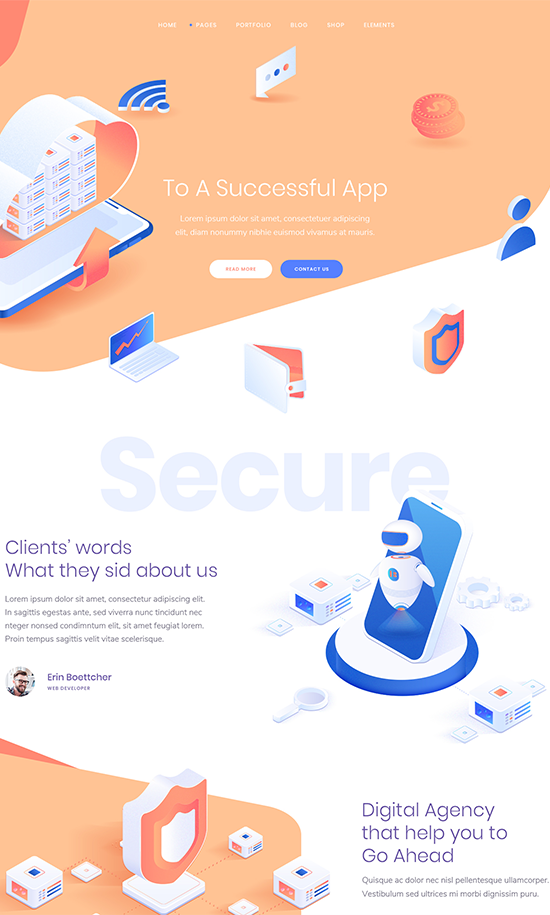 HOME PAGES PORTFOLIO BLOG SHOP ELEMENTS
To A Successful App
Lorem ipsum dolor sit amet, consectetuer adipiscing
elit, diam nonummy nibhie euismod vivamus at mauris.
READ MORE CONTACT US
Secure
Clients’ words
What they sid about us
Lorem ipsum dolor sit amet, consectetur adipiscing elit.
In sagittis egestas ante, sed viverra nunc tincidunt nec
nteger nonsed condimntum elit, sit amet feugiat lorem.
Proin tempus sagittis velit vitae scelerisque.
Erin Boettcher
WEB DEVELOPER
Digital Agency
that help you to
Go Ahead
Quisque ac dolor nec nisl pellentesque ullamcorper.
Vestibulum sed ultrices mi morbi dignissim puru.